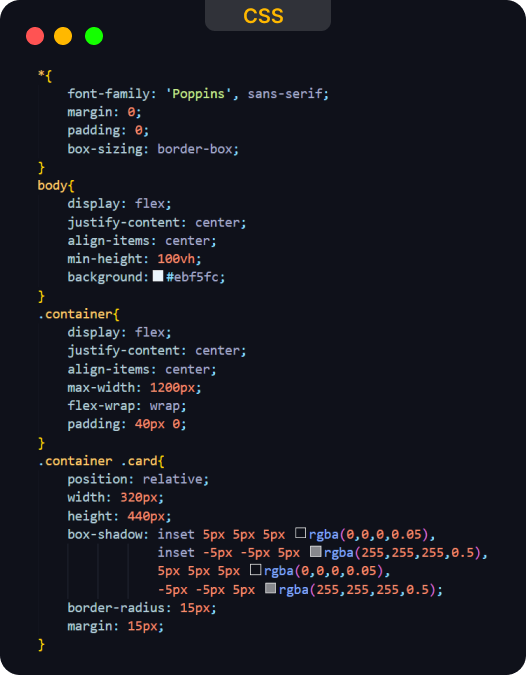 CSS
*{
    font-family: 'Poppins', sans-serif;
    margin: 0;
    padding: 0;
    box-sizing: border-box;
}
body{
    display: flex;
    justify-content: center;
    align-items: center;
    min-height: 100vh;
    background: #ebf5fc;
}
.container{
    display: flex;
    justify-content: center;
    align-items: center;
    max-width: 1200px;
    flex-wrap: wrap;
    padding: 40px 0;
}
.container .card{
    position: relative;
    width: 320px;
    height: 440px;
    box-shadow: inset 5px 5px 5px rgba(0,0,0,0.05),
                inset -5px -5px 5px rgba(255,255,255,0.5),
                5px 5px 5px rgba(0,0,0,0.05),
                -5px -5px 5px rgba(255,255,255,0.5);
    border-radius: 15px;
    margin: 15px;
}